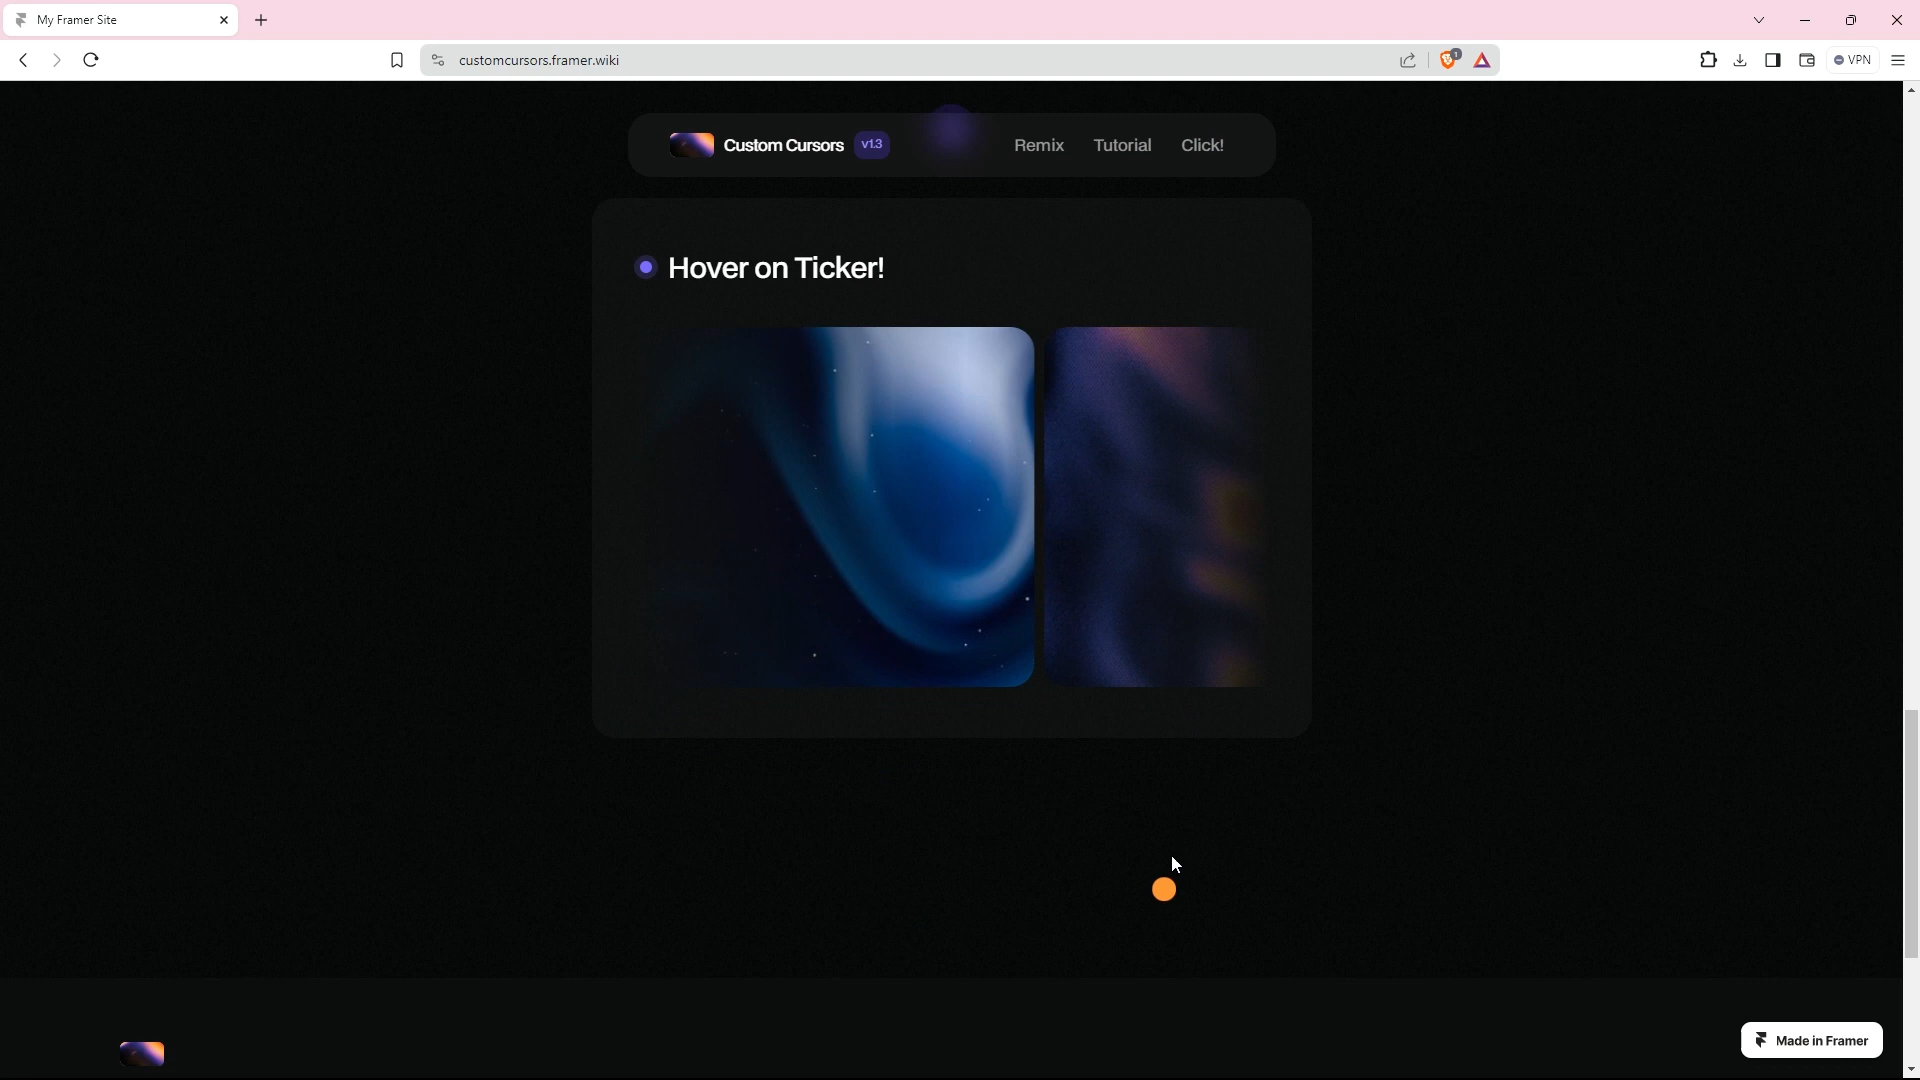 My Framer Site
customcursors.framer.wiki
1
VPN
Custom Cursors v1.3 Remix Tutorial Click!
Hover on Ticker!
Made in Framer